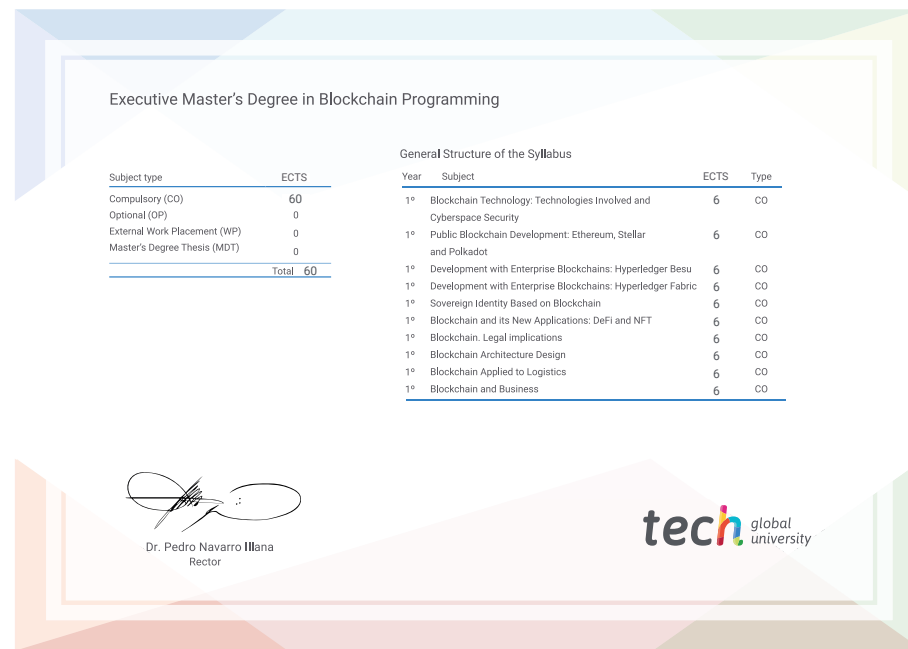 Executive Master's Degree in Blockchain Programming
Subject type ECTS
Compulsory (CO) 60
Optional (OP) 0
External Work Placement (WP) 0
Master's Degree Thesis (MDT) 0
Total 60
General Structure of the Syllabus
Year Subject ECTS Type
1º Blockchain Technology: Technologies Involved and 6 CO
Cyberspace Security
1º Public Blockchain Development: Ethereum, Stellar 6 CO
and Polkadot
1º Development with Enterprise Blockchains: Hyperledger Besu 6 CO
1º Development with Enterprise Blockchains: Hyperledger Fabric 6 CO
1º Sovereign Identity Based on Blockchain 6 CO
1º Blockchain and its New Applications: DeFi and NFT 6 CO
1º Blockchain. Legal implications 6 CO
1º Blockchain Architecture Design 6 CO
1º Blockchain Applied to Logistics 6 CO
1º Blockchain and Business 6 CO
Dr. Pedro Navarro Illana
Rector
tech global
university